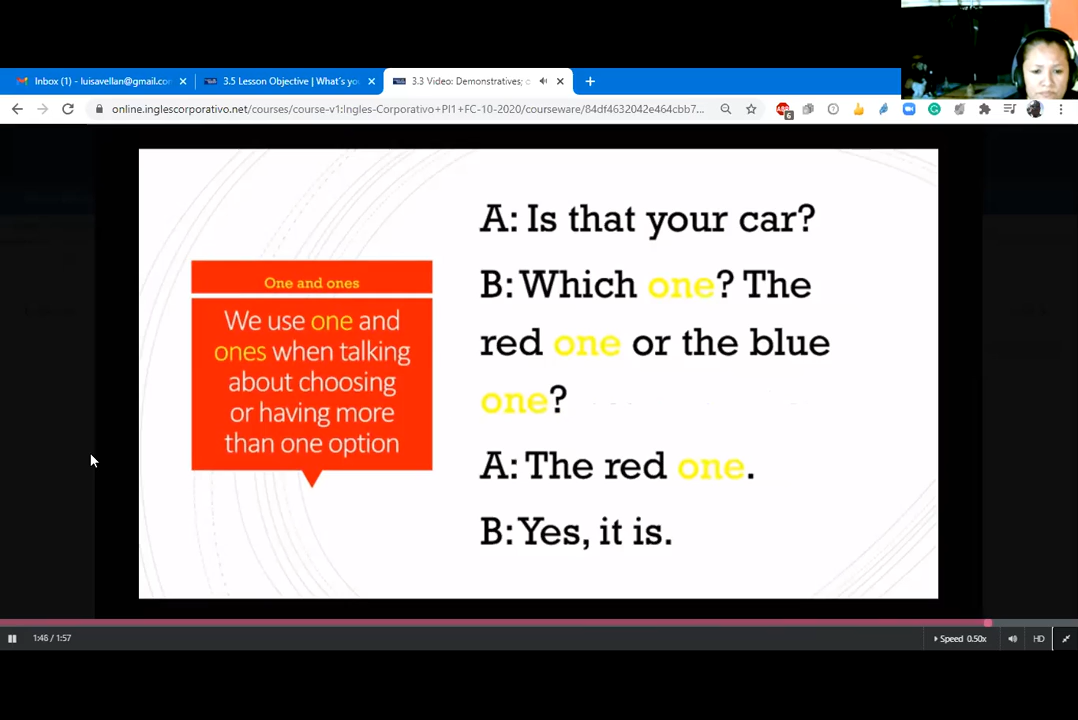 Inbox (1) - luisavellan@gmail.com
3.5 Lesson Objective | What's you
3.3 Video: Demonstratives;
online.inglescorporativo.net/courses/course-v1:Ingles-Corporativo+PI1+FC-10-2020/courseware/84df4632042e464cbb7...
6
One and ones
We use one and
ones when talking
about choosing
or having more
than one option
A: Is that your car?
B: Which one? The
red one or the blue
one?
A: The red one.
B: Yes, it is.
1:48 / 1:57
Speed 0.50x
HD